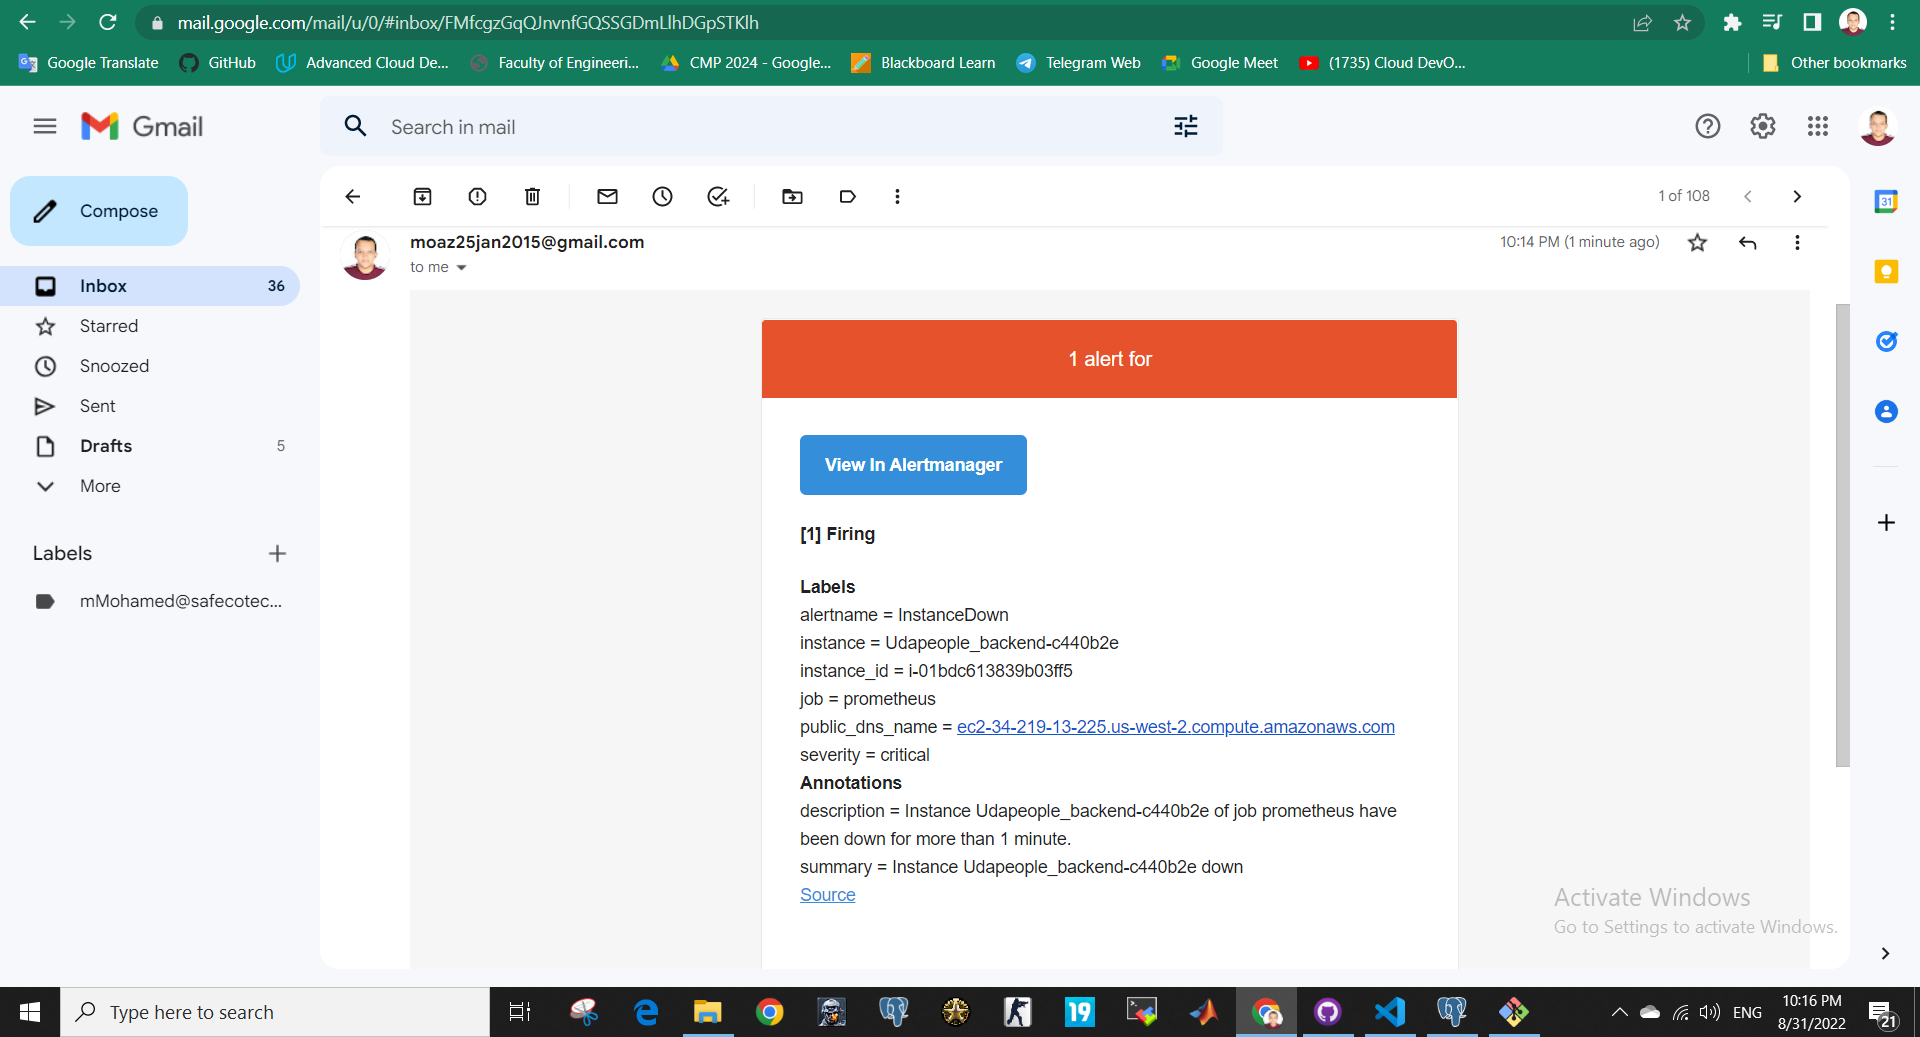 mail.google.com/mail/u/0/#inbox/FMfcgzGqQJnvnfGQSSGDmLlhDGpSTKlh
Google Translate GitHub Advanced Cloud De... Faculty of Engineeri... CMP 2024 - Google... Blackboard Learn Telegram Web Google Meet (1735) Cloud DevO... Other bookmarks
Gmail
Search in mail
Compose
1 of 108
moaz25jan2015@gmail.com
10:14 PM (1 minute ago)
to me
Inbox 36
Starred
Snoozed
Sent
Drafts 5
More
Labels
mMohamed@safecotec...
31
1 alert for
View In Alertmanager
[1] Firing
Labels
alertname = InstanceDown
instance = Udapeople_backend-c440b2e
instance_id = i-01bdc613839b03ff5
job = prometheus
public_dns_name = ec2-34-219-13-225.us-west-2.compute.amazonaws.com
severity = critical
Annotations
description = Instance Udapeople_backend-c440b2e of job prometheus have
been down for more than 1 minute.
summary = Instance Udapeople_backend-c440b2e down
Source
Activate Windows
Go to Settings to activate Windows.
Type here to search
19
ENG
10:16 PM
8/31/2022
21